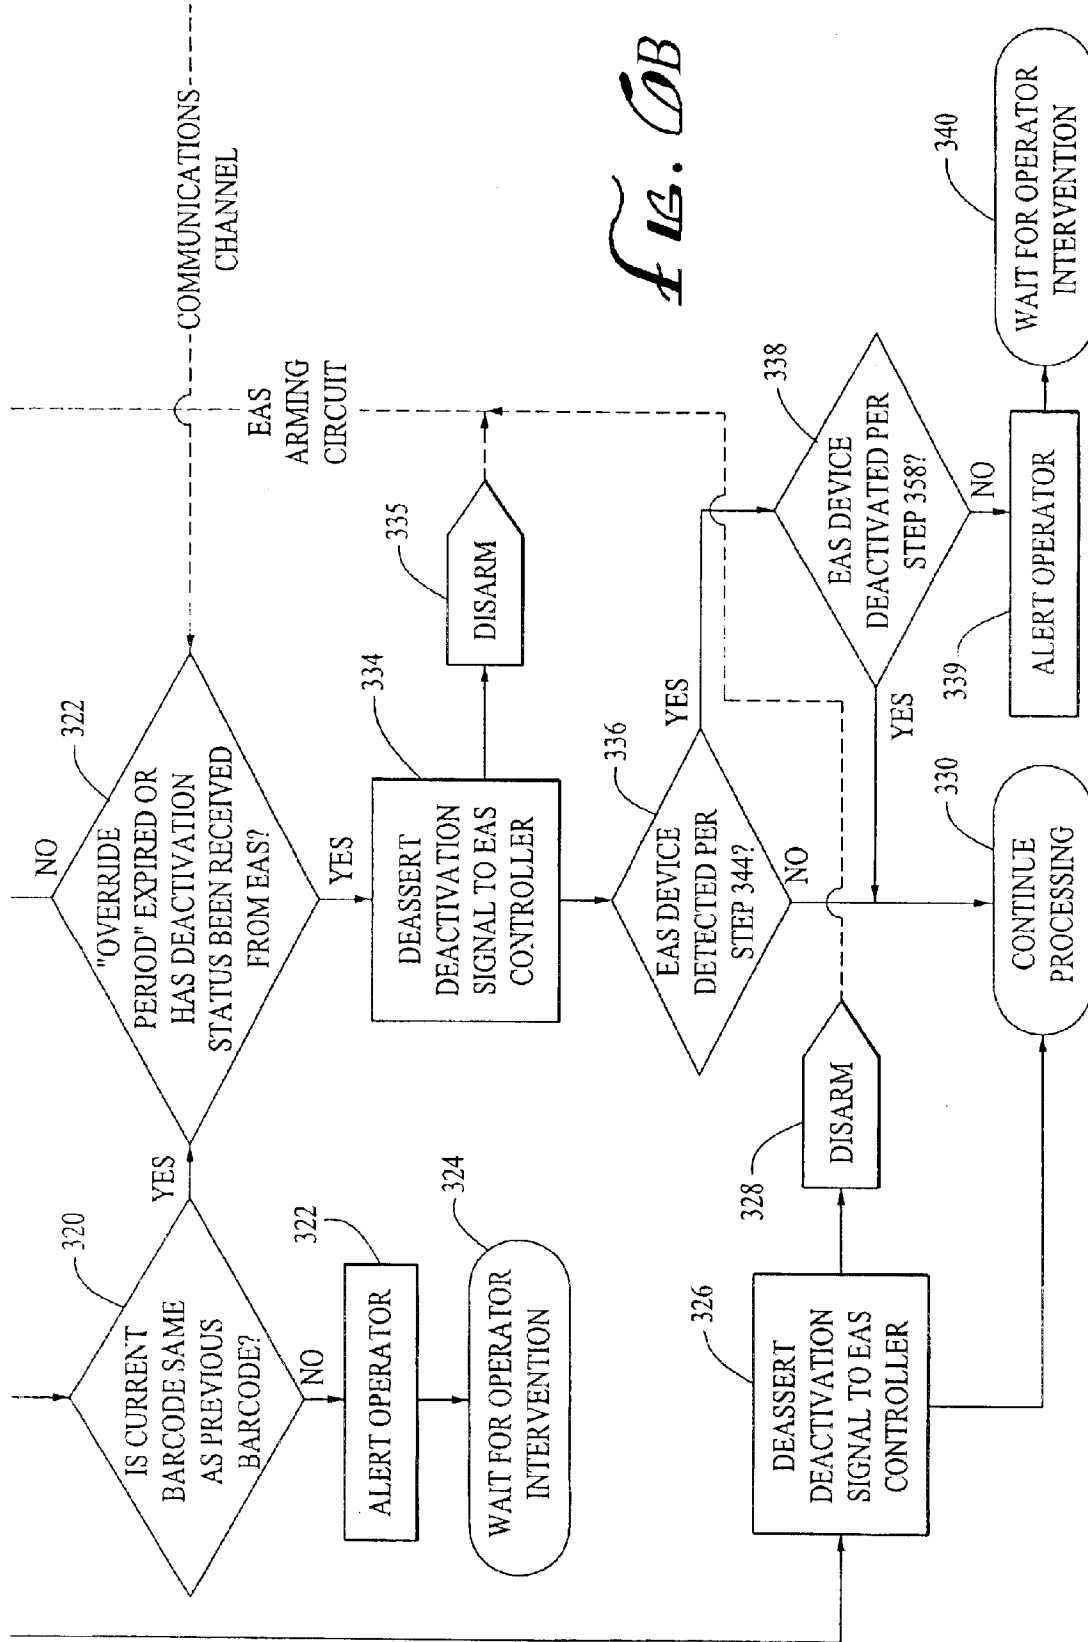 COMMUNICATIONS
CHANNEL
EAS
ARMING
CIRCUIT
NO
322
"OVERRIDE
PERIOD" EXPIRED OR
HAS DEACTIVATION
STATUS BEEN RECEIVED
FROM EAS?
YES
320
IS CURRENT
BARCODE SAME
AS PREVIOUS
BARCODE?
YES
NO
322
ALERT OPERATOR
324
WAIT FOR OPERATOR
INTERVENTION
334
DEASSERT
DEACTIVATION
SIGNAL TO EAS
CONTROLLER
335
DISARM
336
EAS DEVICE
DETECTED PER
STEP 344?
YES
NO
338
EAS DEVICE
DEACTIVATED PER
STEP 358?
YES
NO
339
ALERT OPERATOR
340
WAIT FOR OPERATOR
INTERVENTION
326
DEASSERT
DEACTIVATION
SIGNAL TO EAS
CONTROLLER
328
DISARM
330
CONTINUE
PROCESSING
FIG. 6B